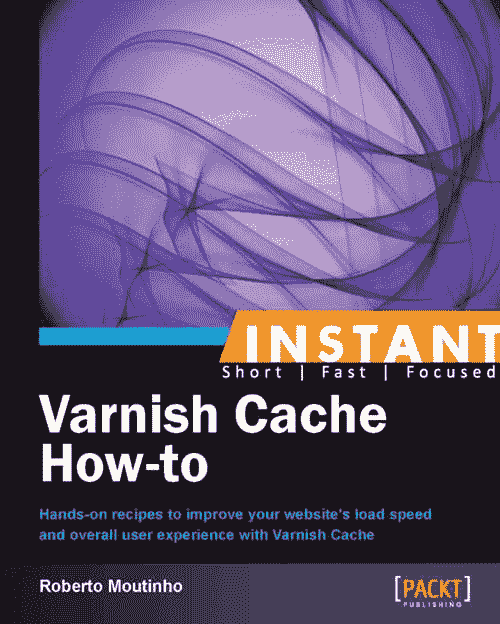 INSTANT
Short | Fast | Focused
Varnish Cache
How-to
Hands-on recipes to improve your website's load speed
and overall user experience with Varnish Cache
Roberto Moutinho
[PACKT]
PUBLISHING